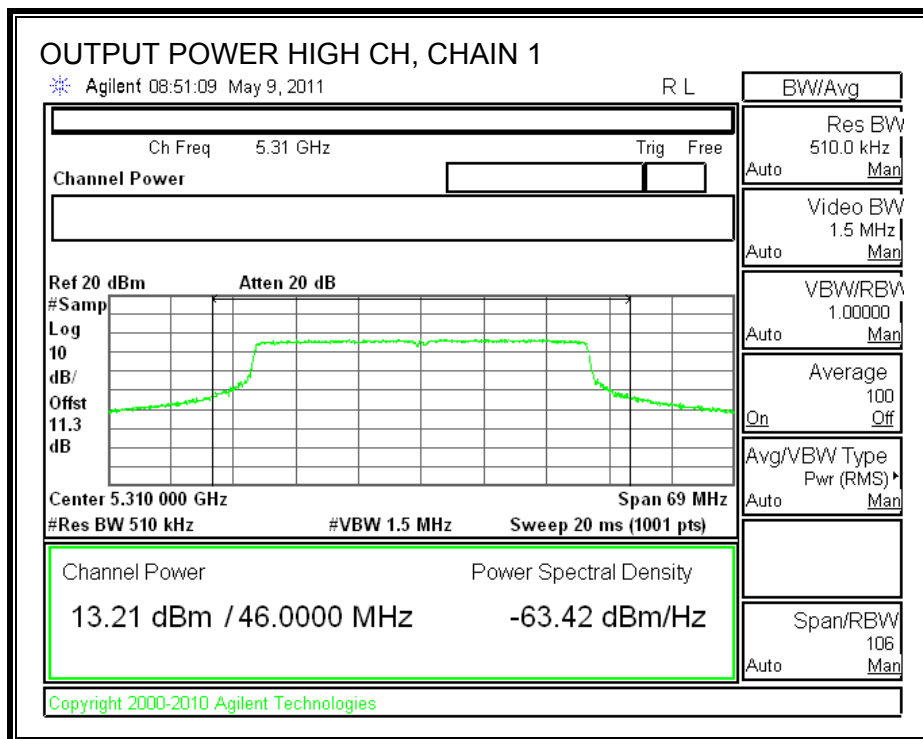 OUTPUT POWER HIGH CH, CHAIN 1
Agilent 08:51:09 May 9, 2011 R L
BW/Avg
Ch Freq 5.31 GHz Trig Free
Channel Power
Res BW
510.0 kHz
Auto Man
Video BW
1.5 MHz
Auto Man
VBW/RBW
1.00000
Auto Man
Average
100
On Off
Avg/VBW Type
Pwr (RMS)
Auto Man
Span/RBW
106
Auto Man
Ref 20 dBm Atten 20 dB
#Samp
Log
10
dB/
Offst
11.3
dB
Center 5.310 000 GHz Span 69 MHz
#Res BW 510 kHz #VBW 1.5 MHz Sweep 20 ms (1001 pts)
Channel Power Power Spectral Density
13.21 dBm / 46.0000 MHz -63.42 dBm/Hz
Copyright 2000-2010 Agilent Technologies